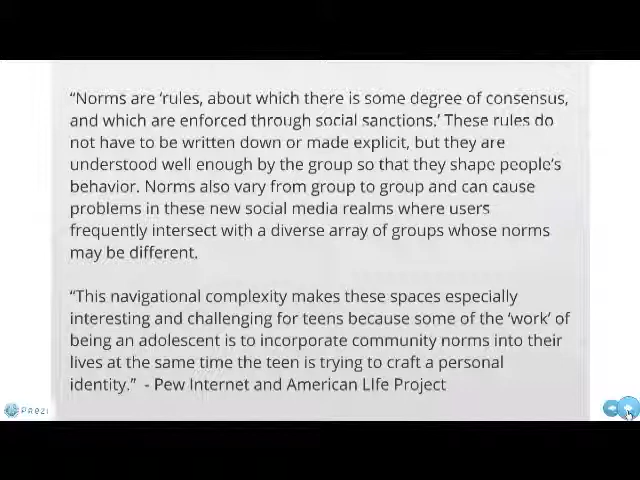 “Norms are ‘rules, about which there is some degree of consensus,
and which are enforced through social sanctions.’ These rules do
not have to be written down or made explicit, but they are
understood well enough by the group so that they shape people’s
behavior. Norms also vary from group to group and can cause
problems in these new social media realms where users
frequently intersect with a diverse array of groups whose norms
may be different.
“This navigational complexity makes these spaces especially
interesting and challenging for teens because some of the ‘work’ of
being an adolescent is to incorporate community norms into their
lives at the same time the teen is trying to craft a personal
identity.” - Pew Internet and American LIfe Project
Prezi